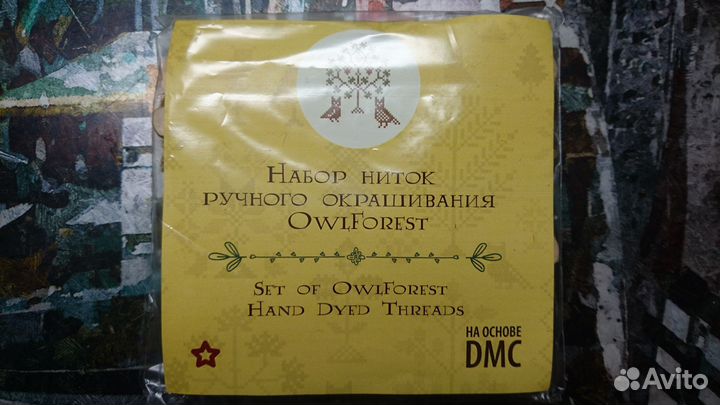 Набор ниток
ручного окрашивания
OwlForest
Set of OwlForest
Hand Dyed Threads
НА ОСНОВЕ
DMC
Avito